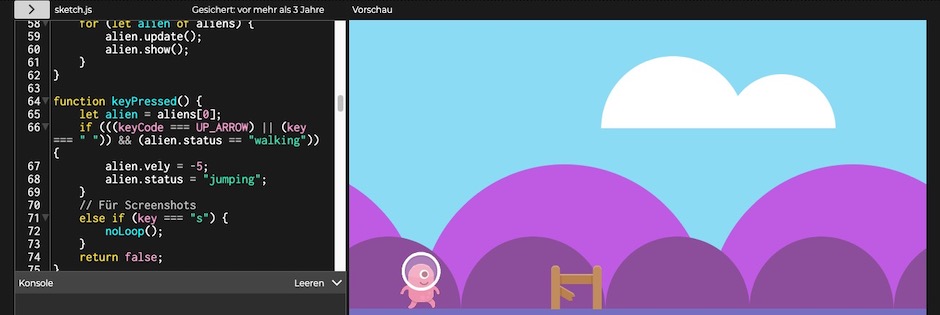 sketch.js Gesichert: vor mehr als 3 Jahre Vorschau
58 for (let alien of aliens) {
59 alien.update();
60 alien.show();
61 }
62 }
63
64 function keyPressed() {
65 let alien = aliens[0];
66 if (((keyCode === UP_ARROW) || (key
=== " ")) && (alien.status == "walking"))
{
67 alien.vely = -5;
68 alien.status = "jumping";
69 }
70 // Für Screenshots
71 else if (key === "s") {
72 noLoop();
73 }
74 return false;
75 }
Konsole Leeren